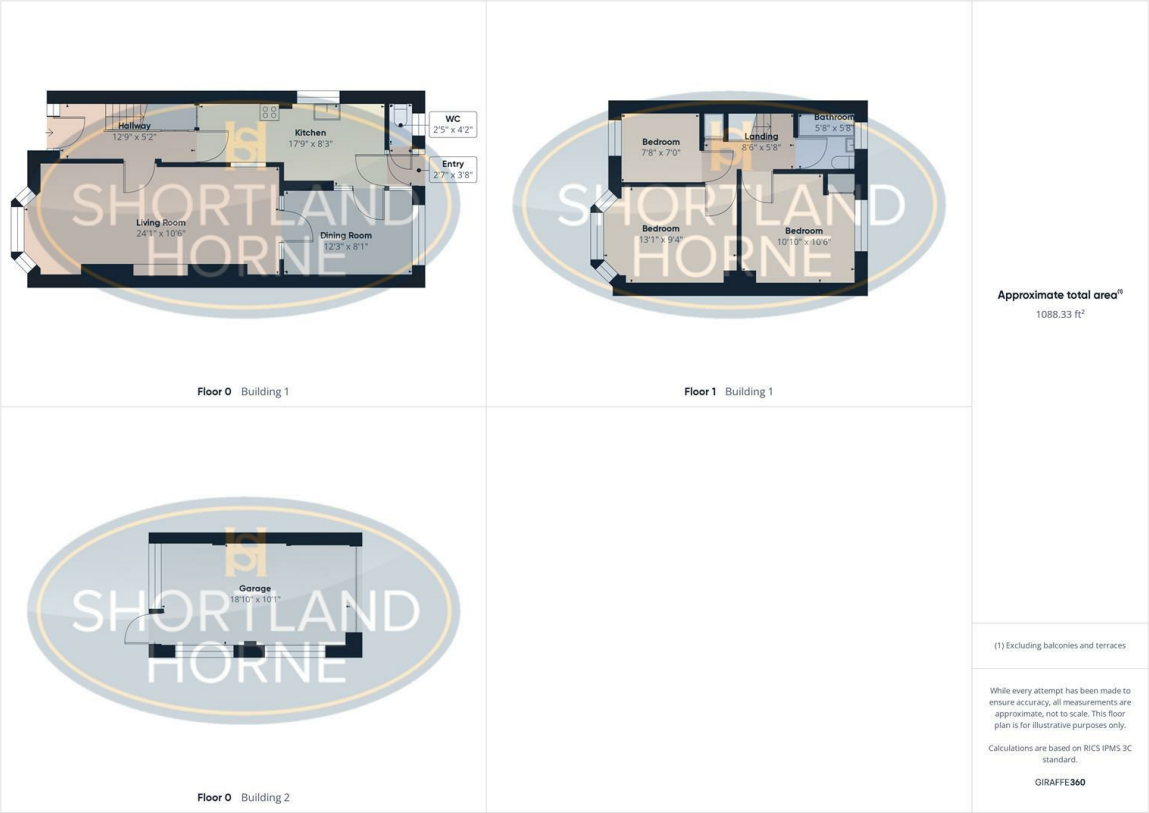 Hallway
12'9" x 5'2"
Kitchen
17'9" x 8'3"
WC
2'5" x 4'2"
Entry
2'7" x 3'8"
Living Room
24'1" x 10'6"
Dining Room
12'3" x 8'1"
SHORTLAND
HORNE
Floor 0 Building 1
Bedroom
7'8" x 7'0"
Landing
8'6" x 5'8"
Bathroom
5'8" x 5'8"
Bedroom
13'1" x 9'4"
Bedroom
10'10" x 10'6"
SHORTLAND
HORNE
Floor 1 Building 1
Garage
18'10" x 10'1"
SHORTLAND
HORNE
Floor 0 Building 2
Approximate total area(1)
1088.33 ft²
(1) Excluding balconies and terraces
While every attempt has been made to
ensure accuracy, all measurements are
approximate, not to scale. This floor
plan is for illustrative purposes only.
Calculations are based on RICS IPMS 3C
standard.
GIRAFFE360